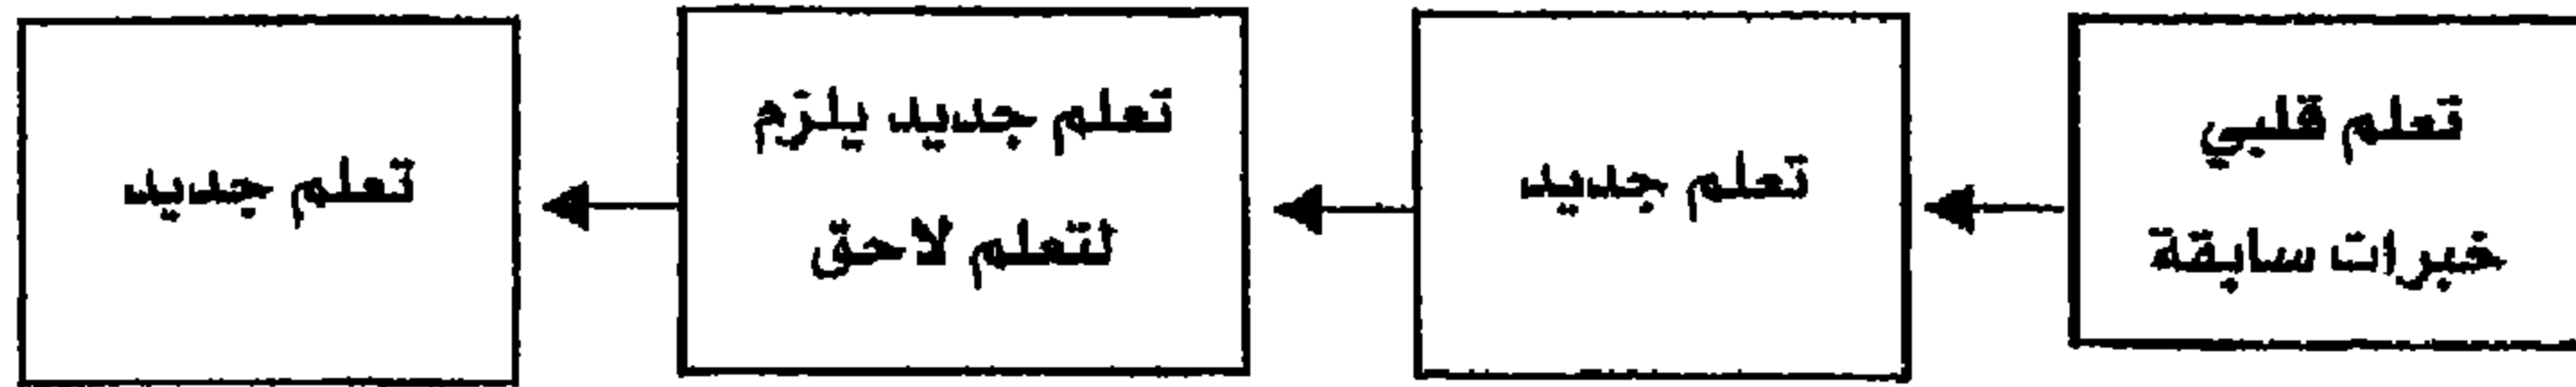 تعلم قلبي
خبرات سابقة
تعلم جديد
تعلم جديد يلزم
لتعلم لاحق
تعلم جديد